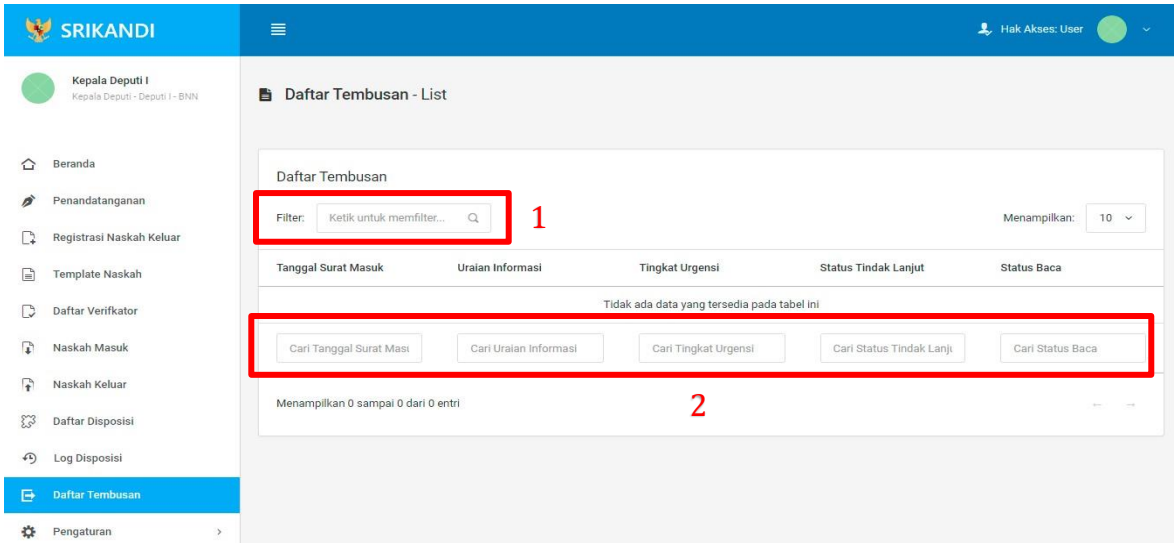 SRIKANDI
Hak Akses: User
Kepala Deputi I
Kepala Deputi - Deputi I - BNN
Daftar Tembusan - List
Beranda
Penandatanganan
Registrasi Naskah Keluar
Template Naskah
Daftar Verifkator
Naskah Masuk
Naskah Keluar
Daftar Disposisi
Log Disposisi
Daftar Tembusan
Pengaturan
Daftar Tembusan
Filter: Ketik untuk memfilter... 1 Menampilkan: 10
Tanggal Surat Masuk Uraian Informasi Tingkat Urgensi Status Tindak Lanjut Status Baca
Tidak ada data yang tersedia pada tabel ini
Cari Tanggal Surat Masu Cari Uraian Informasi Cari Tingkat Urgensi Cari Status Tindak Lanju Cari Status Baca
Menampilkan 0 sampai 0 dari 0 entri 2 ← →